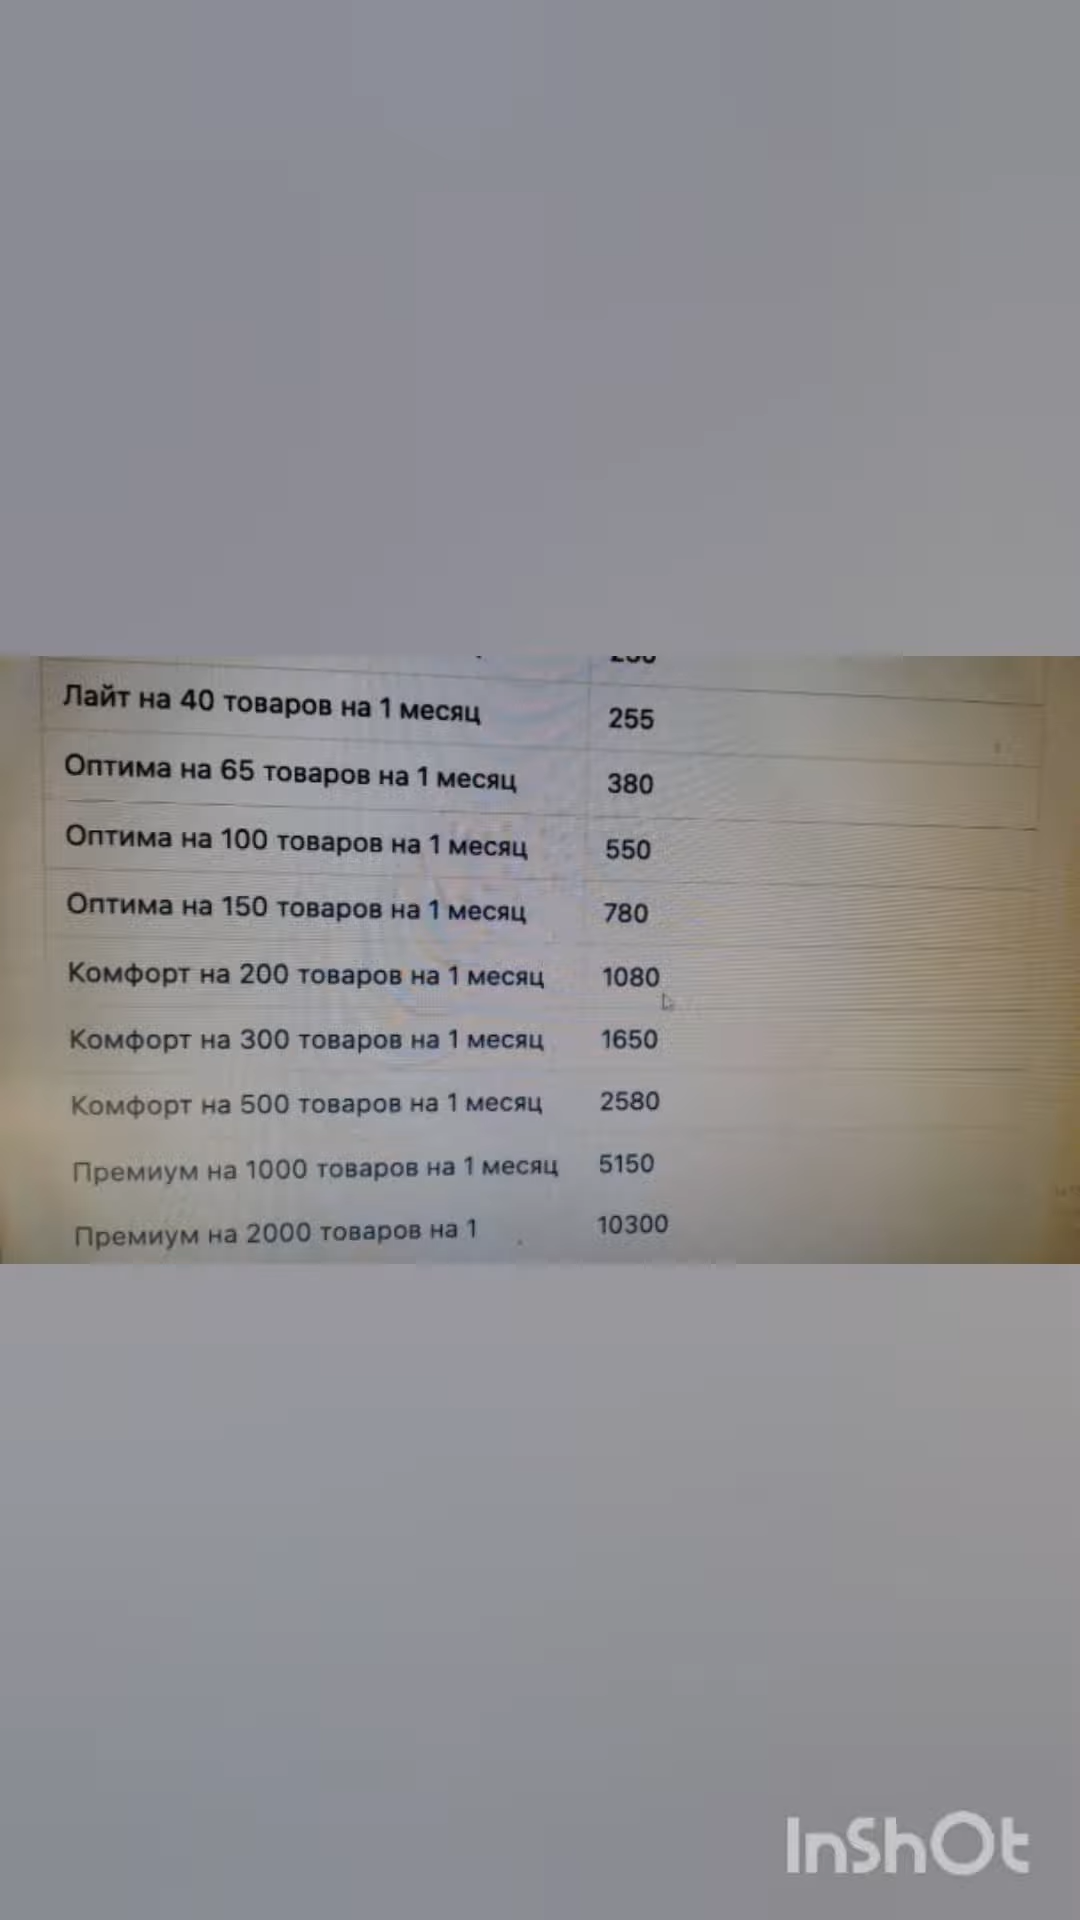 Лайт на 40 товаров на 1 месяц 255
Оптима на 65 товаров на 1 месяц 380
Оптима на 100 товаров на 1 месяц 550
Оптима на 150 товаров на 1 месяц 780
Комфорт на 200 товаров на 1 месяц 1080
Комфорт на 300 товаров на 1 месяц 1650
Комфорт на 500 товаров на 1 месяц 2580
Премиум на 1000 товаров на 1 месяц 5150
Премиум на 2000 товаров на 1 10300
InShOt